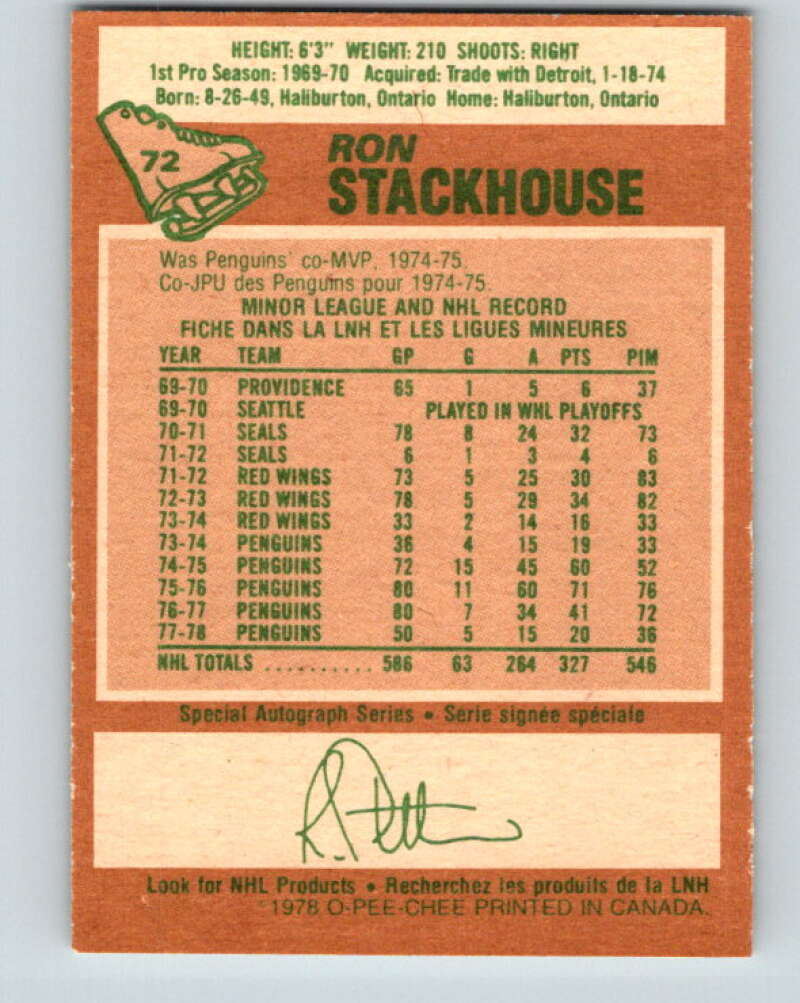 HEIGHT: 6'3" WEIGHT: 210 SHOOTS: RIGHT
1st Pro Season: 1969-70 Acquired: Trade with Detroit, 1-18-74
Born: 8-26-49, Haliburton, Ontario Home: Haliburton, Ontario
72
RON
STACKHOUSE
Was Penguins' co-MVP, 1974-75.
Co-JPU des Penguins pour 1974-75.
MINOR LEAGUE AND NHL RECORD
FICHE DANS LA LNH ET LES LIGUES MINEURES
YEAR TEAM GP G A PTS PIM
69-70 PROVIDENCE 65 1 5 6 37
69-70 SEATTLE PLAYED IN WHL PLAYOFFS
70-71 SEALS 78 8 24 32 73
71-72 SEALS 6 1 3 4 6
71-72 RED WINGS 73 5 25 30 83
72-73 RED WINGS 78 5 29 34 82
73-74 RED WINGS 33 2 14 16 33
73-74 PENGUINS 36 4 15 19 33
74-75 PENGUINS 72 15 45 60 52
75-76 PENGUINS 80 11 60 71 76
76-77 PENGUINS 80 7 34 41 72
77-78 PENGUINS 50 5 15 20 36
NHL TOTALS .......... 586 63 264 327 546
Special Autograph Series • Serie signée spéciale
Look for NHL Products • Recherchez les produits de la LNH
©1978 O-PEE-CHEE PRINTED IN CANADA.